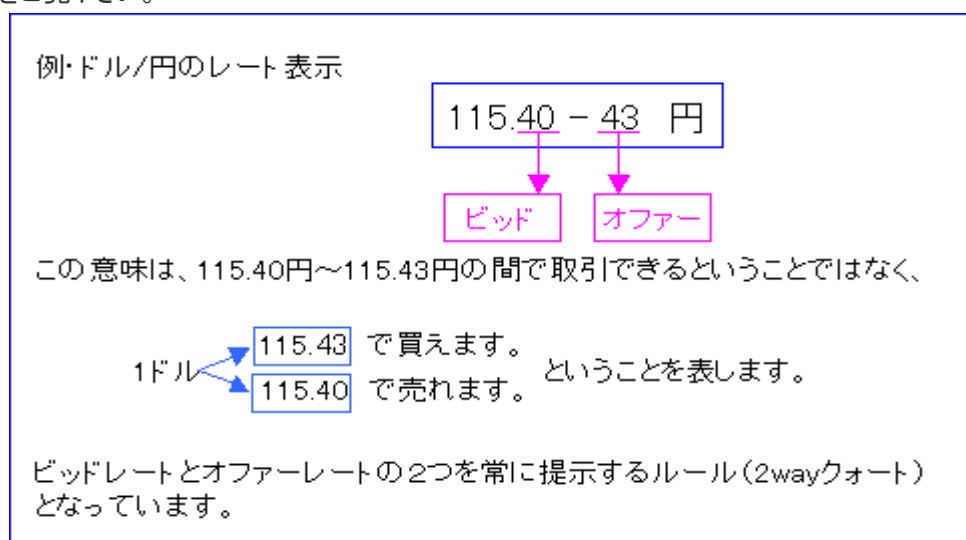 をご覧下さい。
例・ドル/円のレート表示
115.40 − 43 円
ビッド
オファー
この意味は、115.40円～115.43円の間で取引できるということではなく、
115.43 で買えます。
1ドル
ということを表します。
115.40 で売れます。
ビッドレートとオファーレートの２つを常に提示するルール(2wayクォート)
となっています。